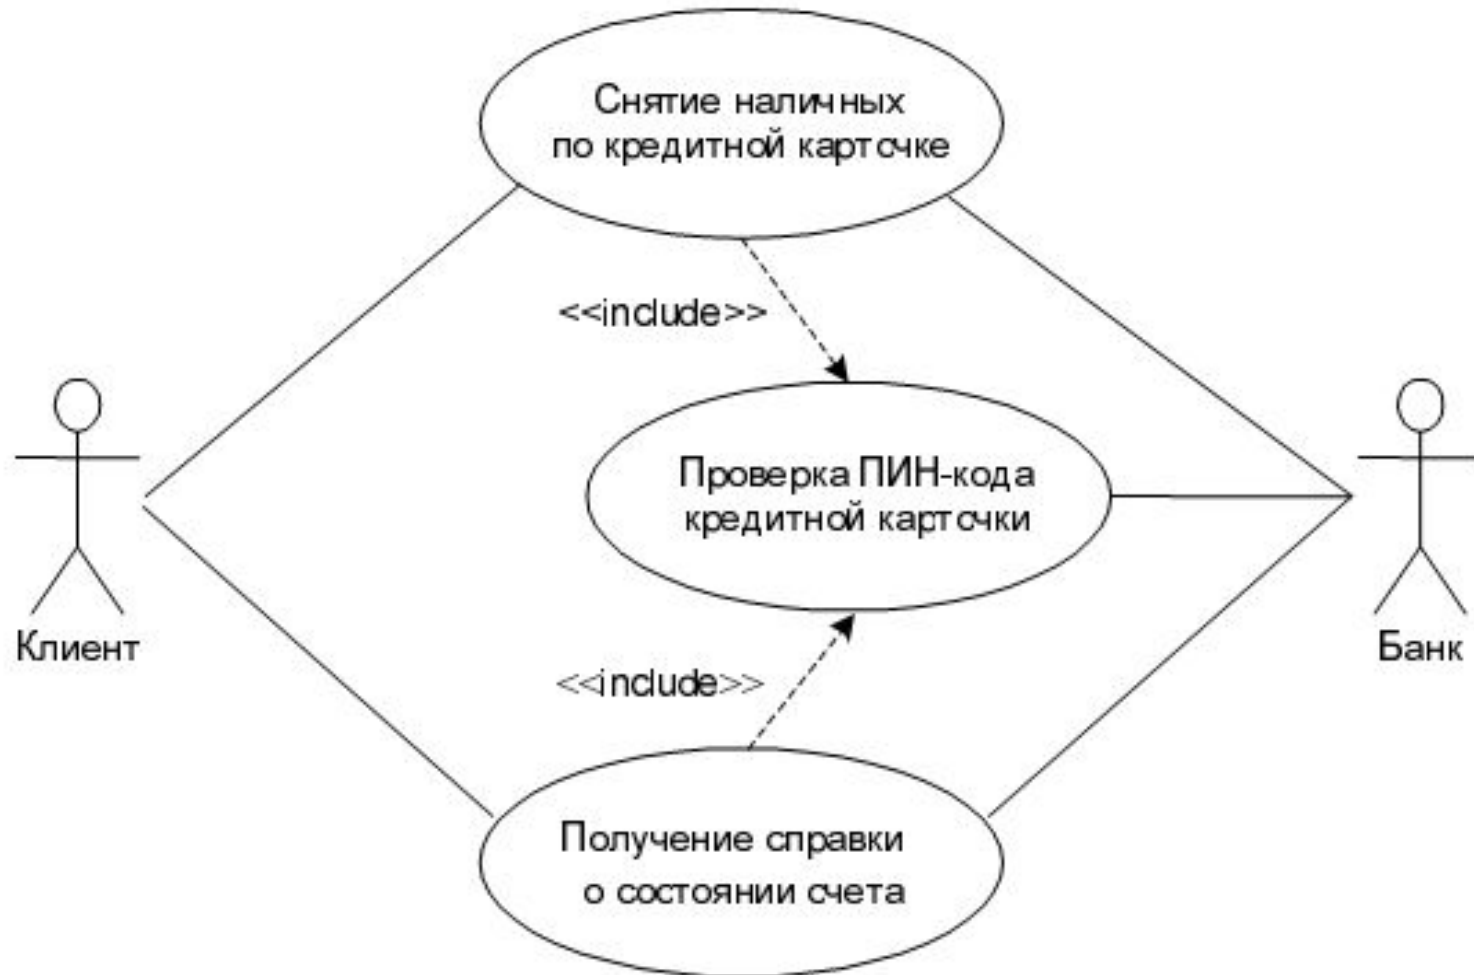 Снятие наличных
по кредитной карточке
<<include>>
Проверка ПИН-кода
кредитной карточки
Клиент
Банк
<<include>>
Получение справки
о состоянии счета